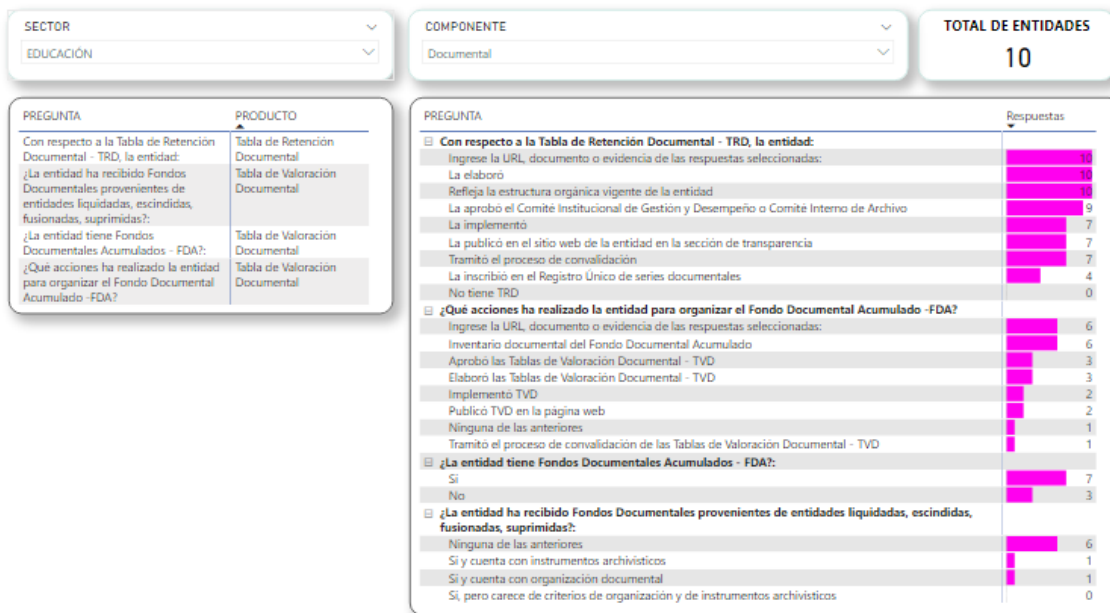 SECTOR
EDUCACIÓN
COMPONENTE
Documental
TOTAL DE ENTIDADES
10
PREGUNTA PRODUCTO
Con respecto a la Tabla de Retención Tabla de Retención
Documental - TRD, la entidad: Documental
¿La entidad ha recibido Fondos Tabla de Valoración
Documentales provenientes de Documental
entidades liquidadas, escindidas,
fusionadas, suprimidas?:
¿La entidad tiene Fondos Tabla de Valoración
Documentales Acumulados - FDA?: Documental
¿Qué acciones ha realizado la entidad Tabla de Valoración
para organizar el Fondo Documental Documental
Acumulado -FDA?
PREGUNTA Respuestas
Con respecto a la Tabla de Retención Documental - TRD, la entidad:
Ingrese la URL, documento o evidencia de las respuestas seleccionadas: 10
La elaboró 10
Refleja la estructura orgánica vigente de la entidad 10
La aprobó el Comité Institucional de Gestión y Desempeño o Comité Interno de Archivo 9
La implementó 7
La publicó en el sitio web de la entidad en la sección de transparencia 7
Tramitó el proceso de convalidación 7
La inscribió en el Registro Único de series documentales 4
No tiene TRD 0
¿Qué acciones ha realizado la entidad para organizar el Fondo Documental Acumulado -FDA?
Ingrese la URL, documento o evidencia de las respuestas seleccionadas: 6
Inventario documental del Fondo Documental Acumulado 6
Aprobó las Tablas de Valoración Documental - TVD 3
Elaboró las Tablas de Valoración Documental - TVD 3
Implementó TVD 2
Publicó TVD en la página web 2
Ninguna de las anteriores 1
Tramitó el proceso de convalidación de las Tablas de Valoración Documental - TVD 1
¿La entidad tiene Fondos Documentales Acumulados - FDA?:
Si 7
No 3
¿La entidad ha recibido Fondos Documentales provenientes de entidades liquidadas, escindidas,
fusionadas, suprimidas?:
Ninguna de las anteriores 6
Si y cuenta con instrumentos archivísticos 1
Si y cuenta con organización documental 1
Sí, pero carece de criterios de organización y de instrumentos archivísticos 0